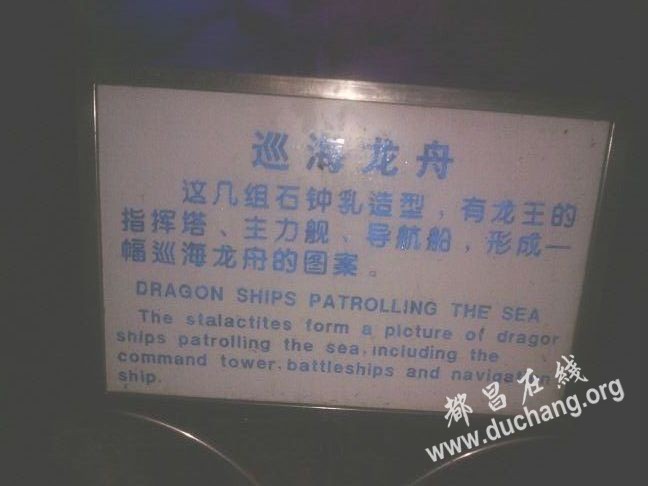 巡海龙舟
这几组石钟乳造型，有龙王的
指挥塔、主力舰、导航船，形成一
幅巡海龙舟的图案。
DRAGON SHIPS PATROLLING THE SEA
The stalactites form a picture of dragor
ships patrolling the sea, including the
command tower, battleships and navigation
ship.
都昌在线
www.duchang.org